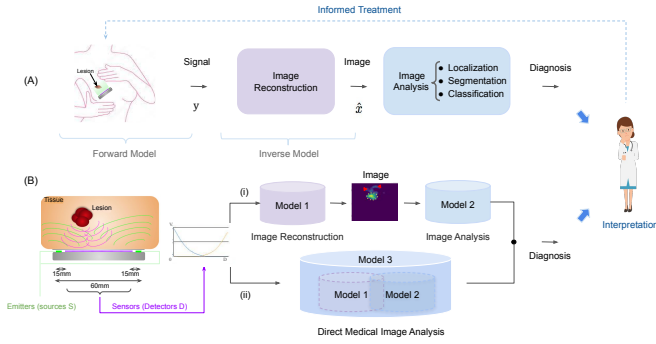 Informed Treatment
(A)
Lesion
Signal
y
Image
Reconstruction
Image
x̂
Image
Analysis
Localization
Segmentation
Classification
Diagnosis
Forward Model
Inverse Model
(B)
Tissue
Lesion
15mm
15mm
60mm
Emitters (sources S)
Sensors (Detectors D)
(i)
Model 1
Image Reconstruction
Image
Model 2
Image Analysis
(ii)
Model 3
Model 1
Model 2
Direct Medical Image Analysis
Diagnosis
Interpretation